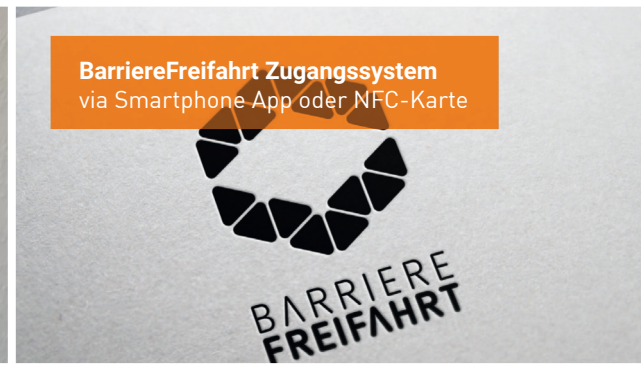 BarriereFreifahrt Zugangssystem
via Smartphone App oder NFC-Karte
BARRIERE
FREIFAHRT